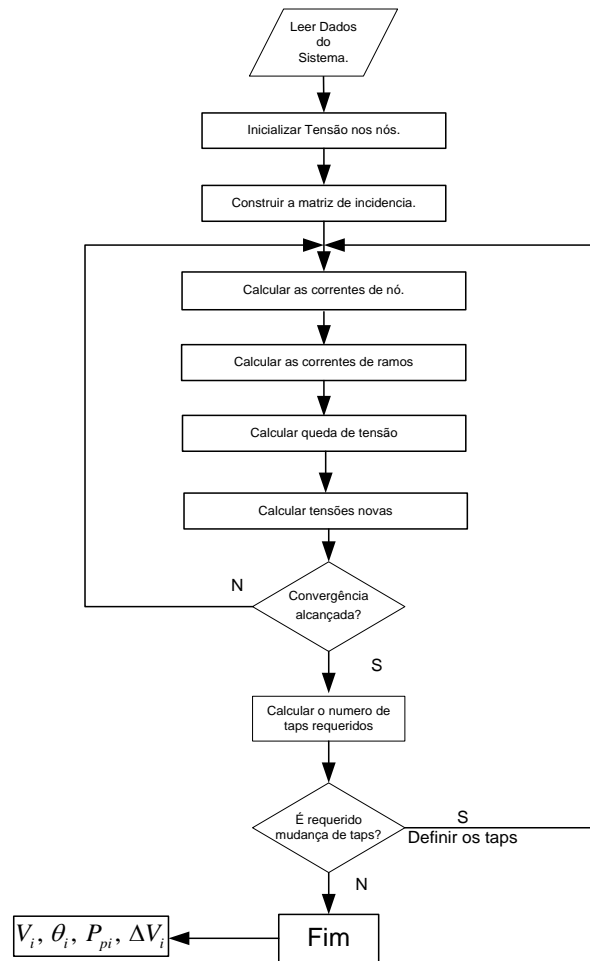 Leer Dados
do
Sistema.
Inicializar Tensão nos nós.
Construir a matriz de incidencia.
Calcular as correntes de nó.
Calcular as correntes de ramos
Calcular queda de tensão
Calcular tensões novas
N
Convergência
alcançada?
S
Calcular o numero de
taps requeridos
É requerido
mudança de taps?
S
Definir os taps
N
Fim
V_i, θ_i, P_{pi}, ΔV_i